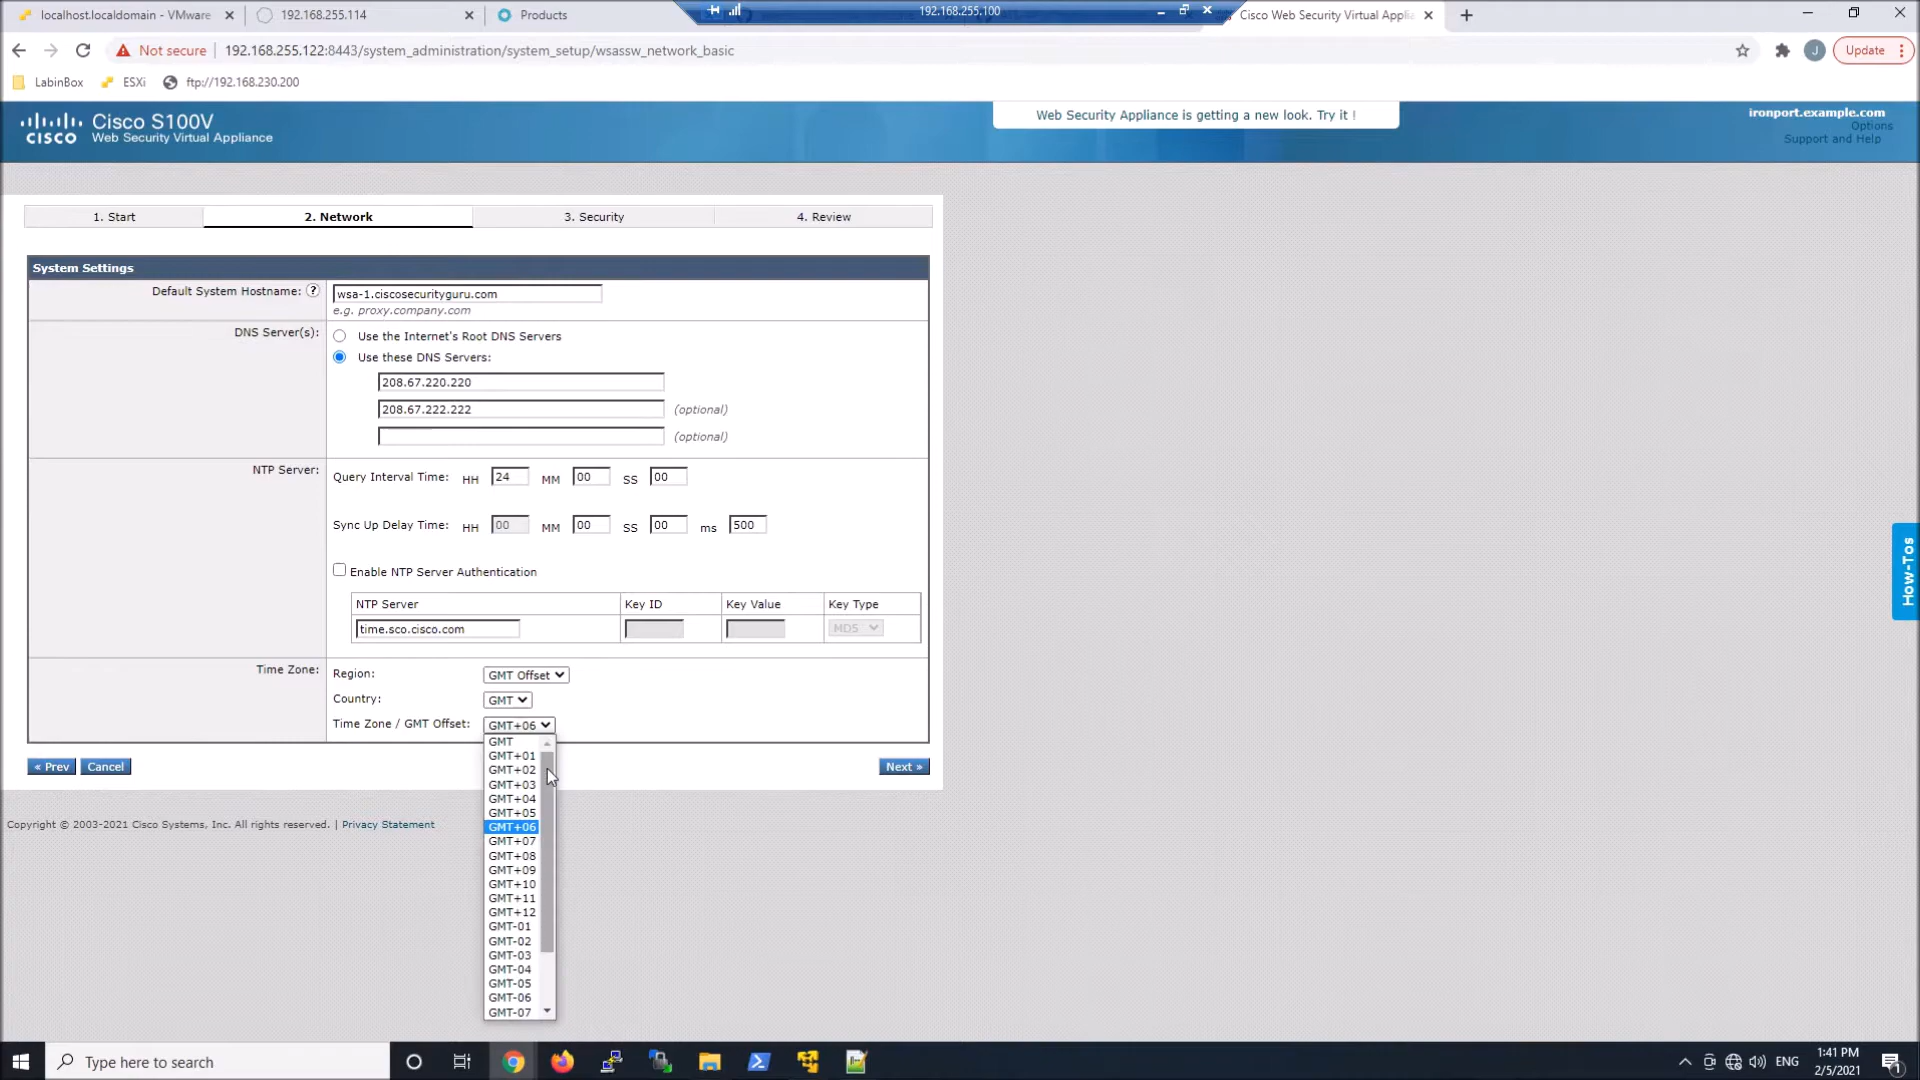 localhost.localdomain - VMware
192.168.255.114
Products
192.168.255.100
Cisco Web Security Virtual Appli
Not secure
192.168.255.122:8443/system_administration/system_setup/wsassw_network_basic
J
Update
LabinBox
ESXi
ftp://192.168.230.200
CISCO
Cisco S100V
Web Security Virtual Appliance
Web Security Appliance is getting a new look. Try it !
ironport.example.com
Options
Support and Help
1. Start
2. Network
3. Security
4. Review
System Settings
Default System Hostname: ?
wsa-1.ciscosecurityguru.com
e.g. proxy.company.com
DNS Server(s):
Use the Internet's Root DNS Servers
Use these DNS Servers:
208.67.220.220
208.67.222.222 (optional)
(optional)
NTP Server:
Query Interval Time: HH 24 MM 00 SS 00
Sync Up Delay Time: HH 00 MM 00 SS 00 ms 500
Enable NTP Server Authentication
NTP Server Key ID Key Value Key Type
time.sco.cisco.com MD5
Time Zone:
Region: GMT Offset
Country: GMT
Time Zone / GMT Offset: GMT+06
GMT
GMT+01
GMT+02
GMT+03
GMT+04
GMT+05
GMT+06
GMT+07
GMT+08
GMT+09
GMT+10
GMT+11
GMT+12
GMT-01
GMT-02
GMT-03
GMT-04
GMT-05
GMT-06
GMT-07
« Prev
Cancel
Next »
Copyright © 2003-2021 Cisco Systems, Inc. All rights reserved. | Privacy Statement
How-Tos
Type here to search
ENG
1:41 PM
2/5/2021
1